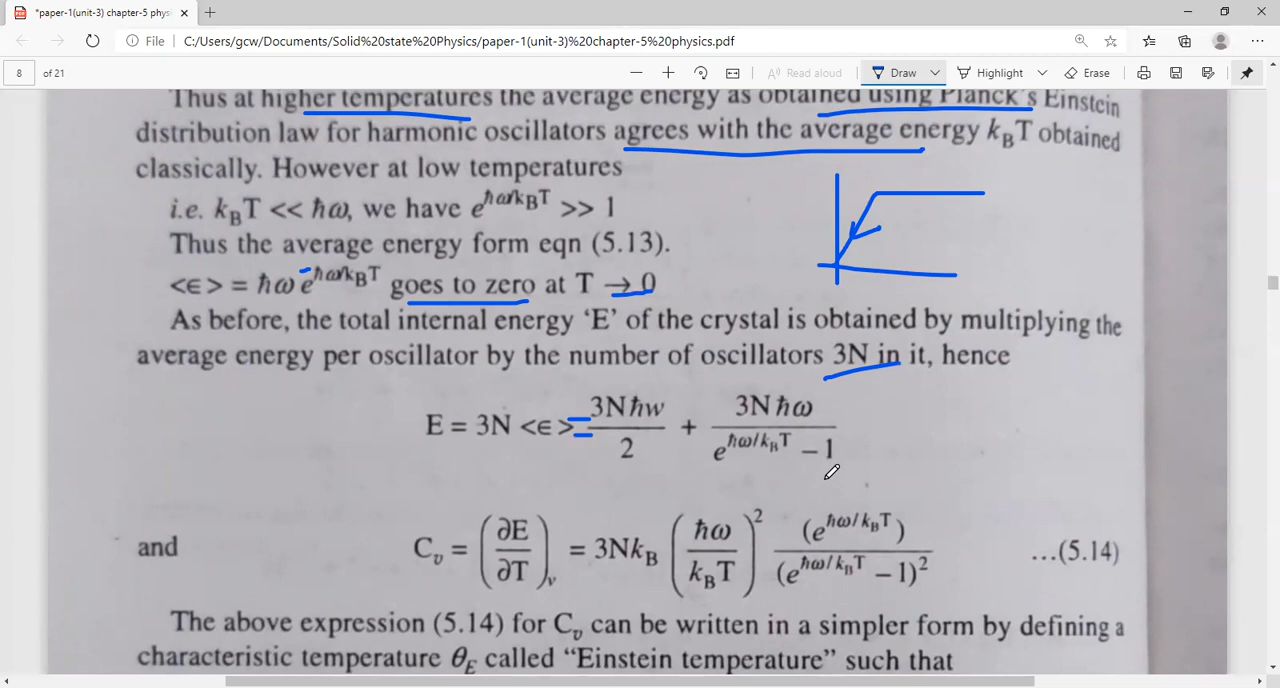 *paper-1(unit-3) chapter-5 phys
File C:/Users/gcw/Documents/Solid%20state%20Physics/paper-1(unit-3)%20chapter-5%20physics.pdf
8 of 21 Read aloud Draw Highlight Erase
Thus at higher temperatures the average energy as obtained using Planck's Einstein
distribution law for harmonic oscillators agrees with the average energy k_BT obtained
classically. However at low temperatures
i.e. k_BT << ħω, we have e^{ħω/k_BT} >> 1
Thus the average energy form eqn (5.13).
<ϵ> = ħω e^{-ħω/k_BT} goes to zero at T → 0
As before, the total internal energy 'E' of the crystal is obtained by multiplying the
average energy per oscillator by the number of oscillators 3N in it, hence
E = 3N <ϵ> = 3Nħw/2 + 3Nħω/(e^{ħω/k_BT} – 1)
and C_v = (∂E/∂T)_v = 3Nk_B (ħω/k_BT)^2 (e^{ħω/k_BT})/(e^{ħω/k_BT} – 1)^2 ...(5.14)
The above expression (5.14) for C_v can be written in a simpler form by defining a
characteristic temperature θ_E called "Einstein temperature" such that